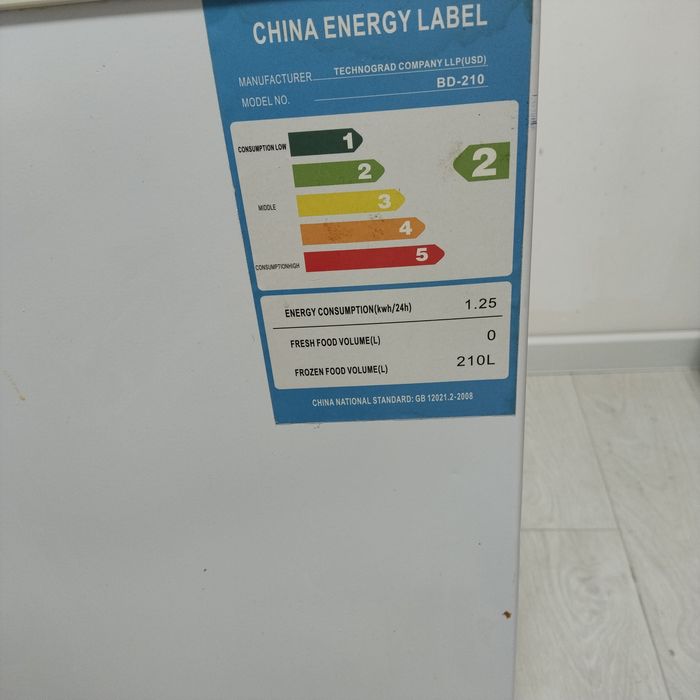 CHINA ENERGY LABEL
MANUFACTURER TECHNOGRAD COMPANY LLP(USD)
MODEL NO. BD-210
CONSUMPTION LOW 1
2
2
MIDDLE 3
4
CONSUMPTIONHIGH 5
ENERGY CONSUMPTION(kwh/24h) 1.25
FRESH FOOD VOLUME(L) 0
FROZEN FOOD VOLUME(L) 210L
CHINA NATIONAL STANDARD: GB 12021.2-2008